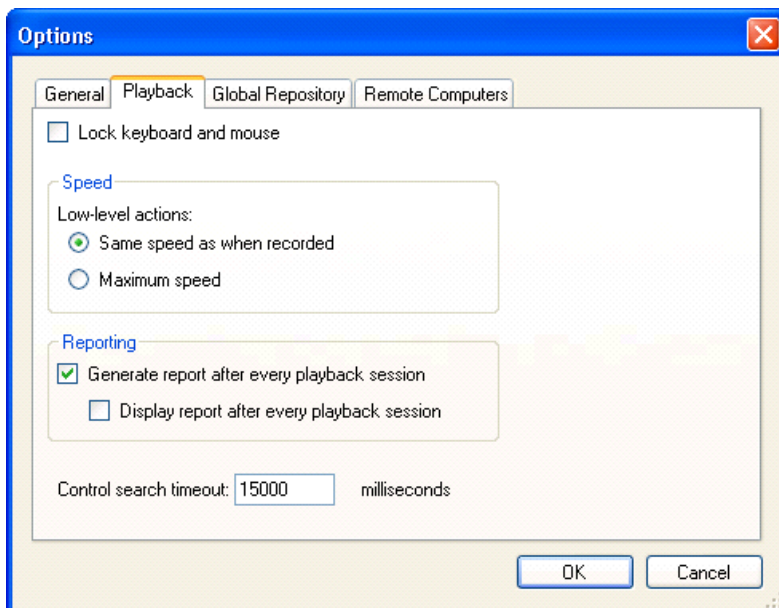 Options
General Playback Global Repository Remote Computers
Lock keyboard and mouse
Speed
Low-level actions:
Same speed as when recorded
Maximum speed
Reporting
Generate report after every playback session
Display report after every playback session
Control search timeout: 15000 milliseconds
OK Cancel